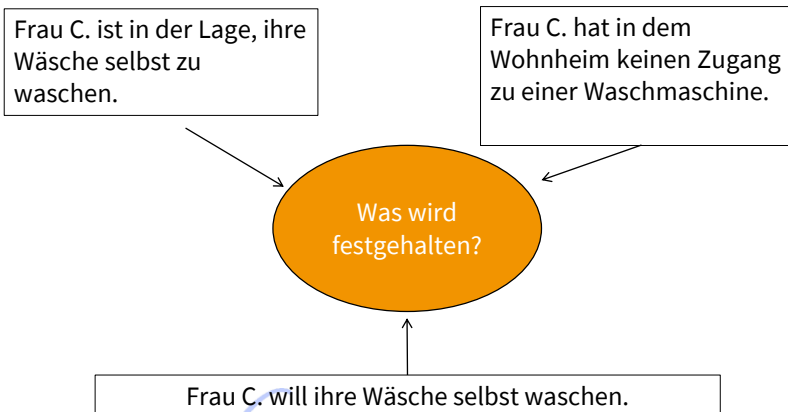 Frau C. ist in der Lage, ihre
Wäsche selbst zu
waschen.
Frau C. hat in dem
Wohnheim keinen Zugang
zu einer Waschmaschine.
Was wird
festgehalten?
Frau C. will ihre Wäsche selbst waschen.